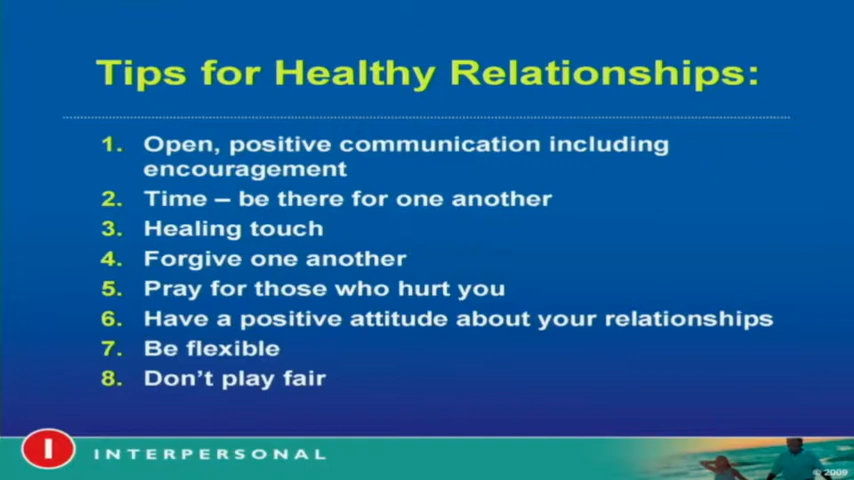 Tips for Healthy Relationships:
1. Open, positive communication including
encouragement
2. Time – be there for one another
3. Healing touch
4. Forgive one another
5. Pray for those who hurt you
6. Have a positive attitude about your relationships
7. Be flexible
8. Don't play fair
I INTERPERSONAL
© 2009